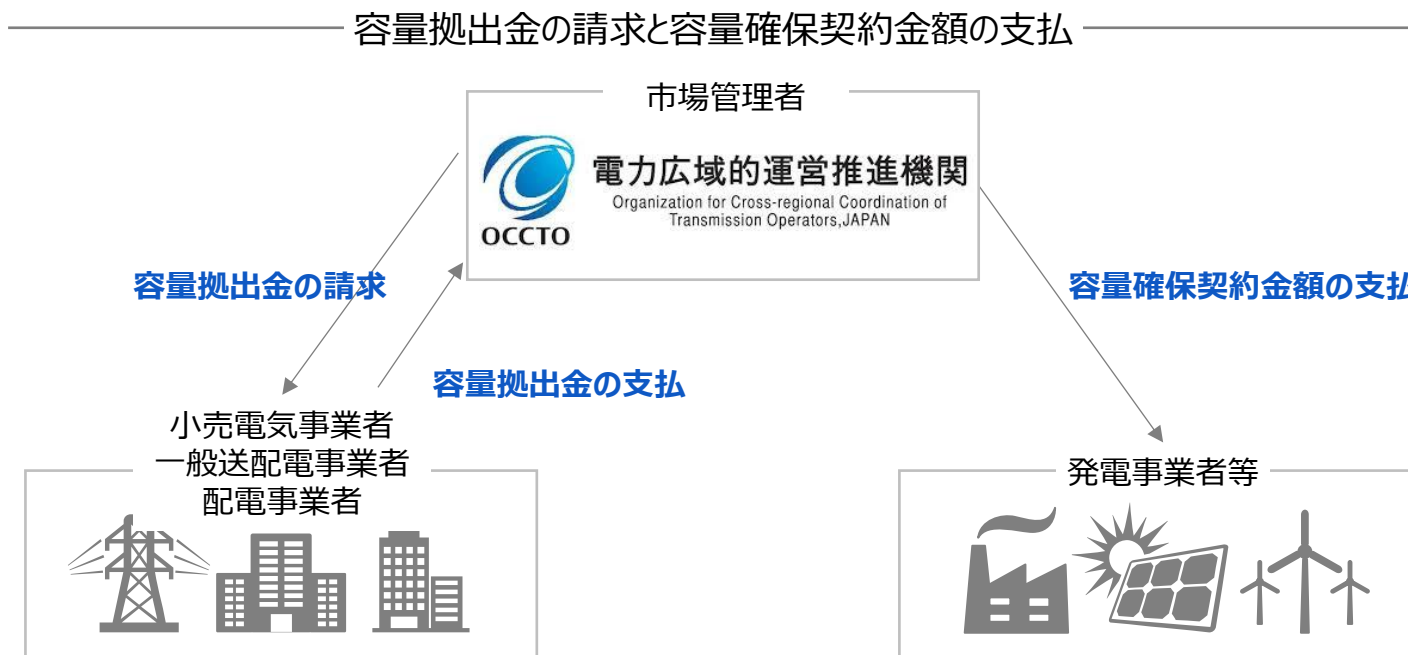 容量拠出金の請求と容量確保契約金額の支払
市場管理者
電力広域的運営推進機関
Organization for Cross-regional Coordination of
Transmission Operators,JAPAN
OCCTO
容量拠出金の請求
容量確保契約金額の支払
容量拠出金の支払
小売電気事業者
一般送配電事業者
配電事業者
発電事業者等